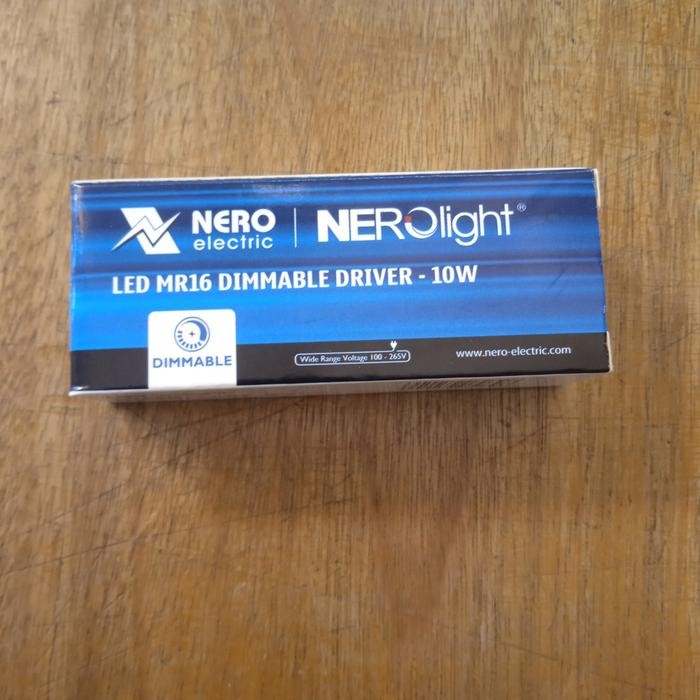 NERO
electric
NEROlight®
LED MR16 DIMMABLE DRIVER - 10W
DIMMABLE
Wide Range Voltage 100 - 265V
www.nero-electric.com